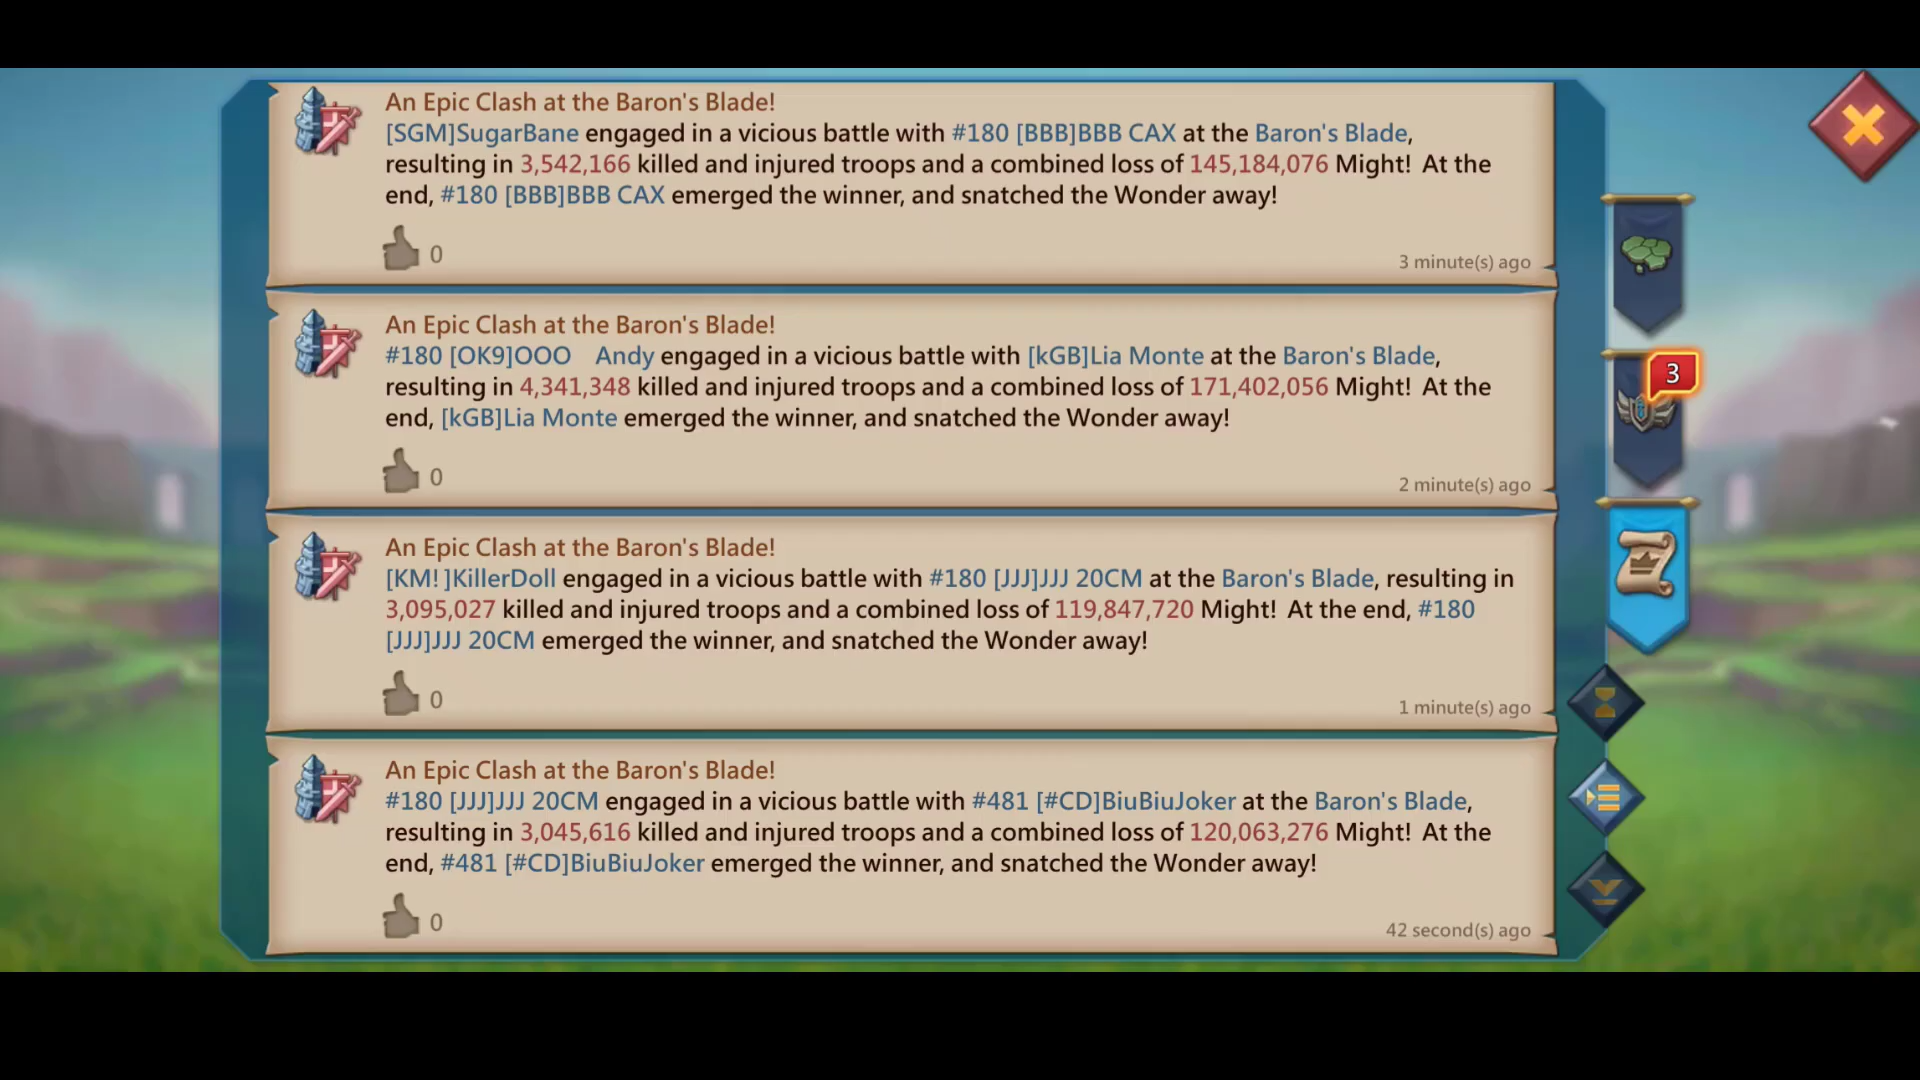 An Epic Clash at the Baron's Blade!
[SGM]SugarBane engaged in a vicious battle with #180 [BBB]BBB CAX at the Baron's Blade,
resulting in 3,542,166 killed and injured troops and a combined loss of 145,184,076 Might! At the
end, #180 [BBB]BBB CAX emerged the winner, and snatched the Wonder away!
0
3 minute(s) ago
An Epic Clash at the Baron's Blade!
#180 [OK9]OOO Andy engaged in a vicious battle with [kGB]Lia Monte at the Baron's Blade,
resulting in 4,341,348 killed and injured troops and a combined loss of 171,402,056 Might! At the
end, [kGB]Lia Monte emerged the winner, and snatched the Wonder away!
0
2 minute(s) ago
3
An Epic Clash at the Baron's Blade!
[KM! ]KillerDoll engaged in a vicious battle with #180 [JJJ]JJJ 20CM at the Baron's Blade, resulting in
3,095,027 killed and injured troops and a combined loss of 119,847,720 Might! At the end, #180
[JJJ]JJJ 20CM emerged the winner, and snatched the Wonder away!
0
1 minute(s) ago
An Epic Clash at the Baron's Blade!
#180 [JJJ]JJJ 20CM engaged in a vicious battle with #481 [#CD]BiuBiuJoker at the Baron's Blade,
resulting in 3,045,616 killed and injured troops and a combined loss of 120,063,276 Might! At the
end, #481 [#CD]BiuBiuJoker emerged the winner, and snatched the Wonder away!
0
42 second(s) ago